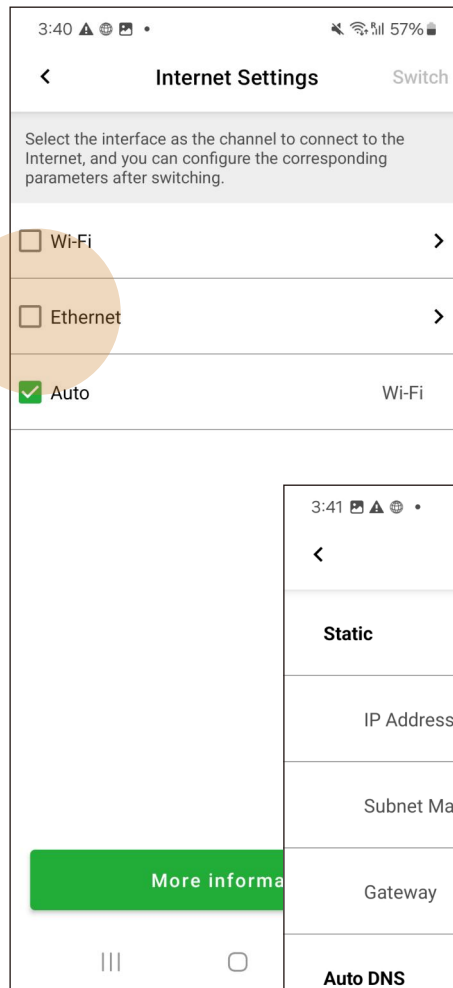 3:40
57%
Internet Settings
Switch
Select the interface as the channel to connect to the
Internet, and you can configure the corresponding
parameters after switching.
Wi-Fi
Ethernet
Auto
Wi-Fi
More informa
3:41
Static
IP Address
Subnet Ma
Gateway
Auto DNS